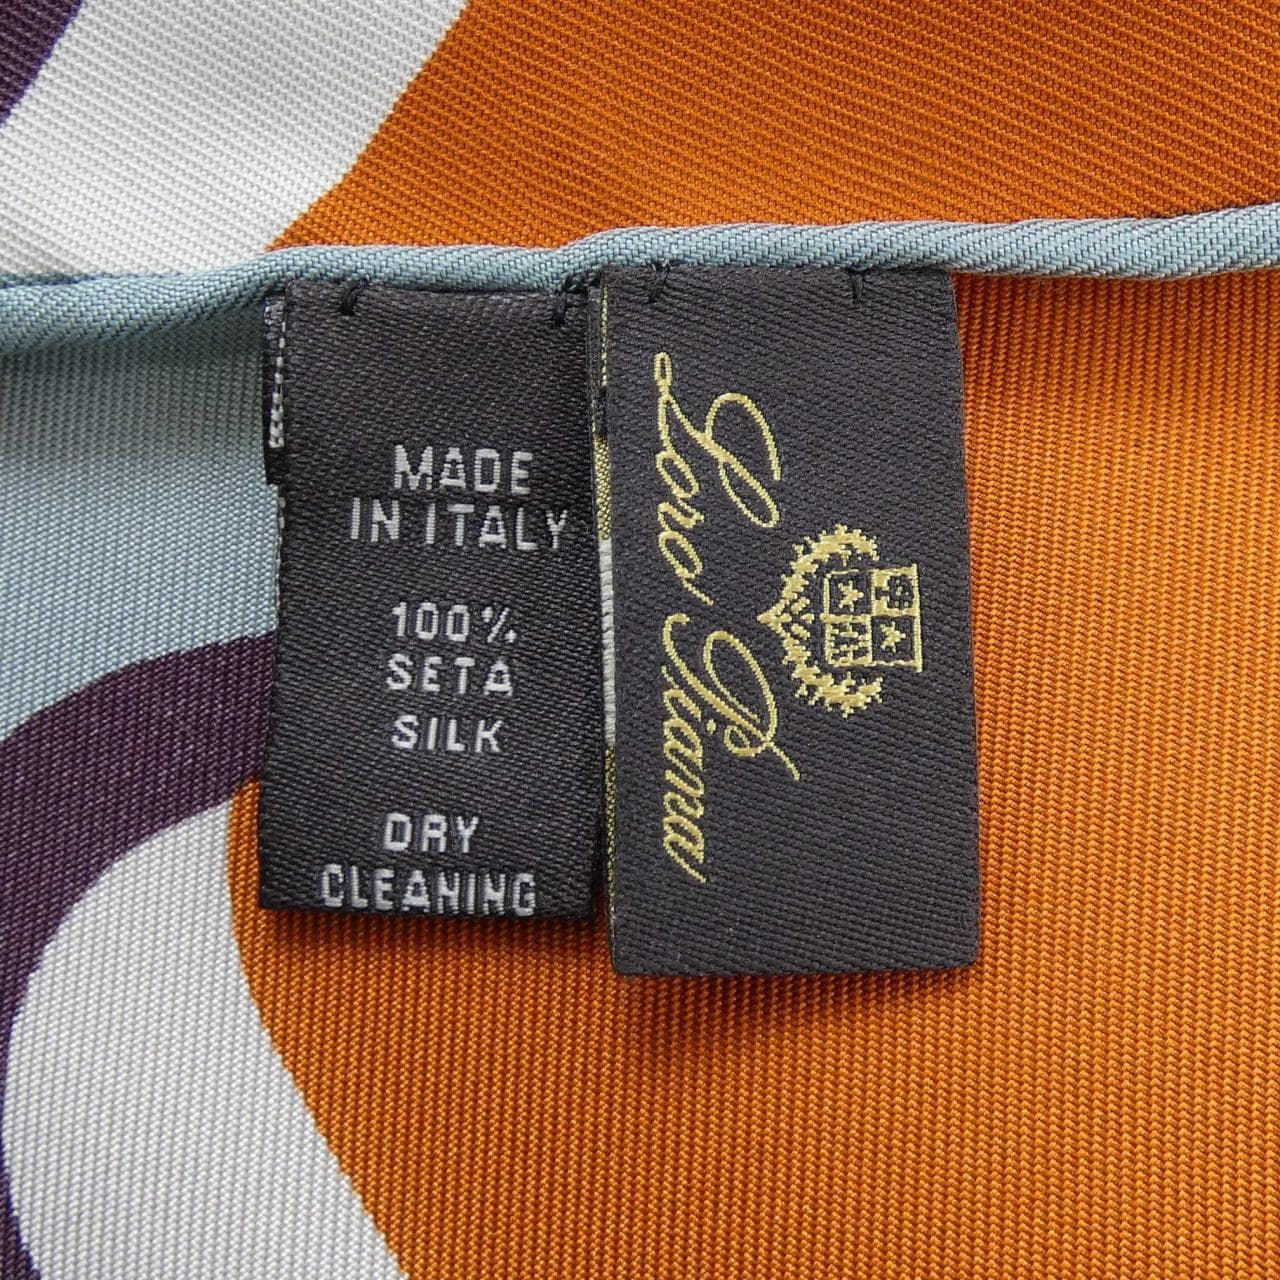 MADE
IN ITALY
100%
SETA
SILK
DRY
CLEANING
Loro Piana